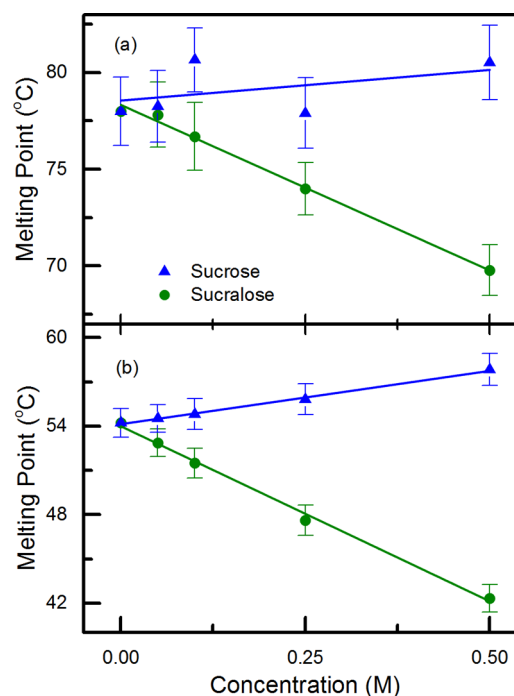 (a)
80
75
70
Melting Point (°C)
Sucrose
Sucralose
(b)
60
54
48
42
Melting Point (°C)
0.00 0.25 0.50
Concentration (M)